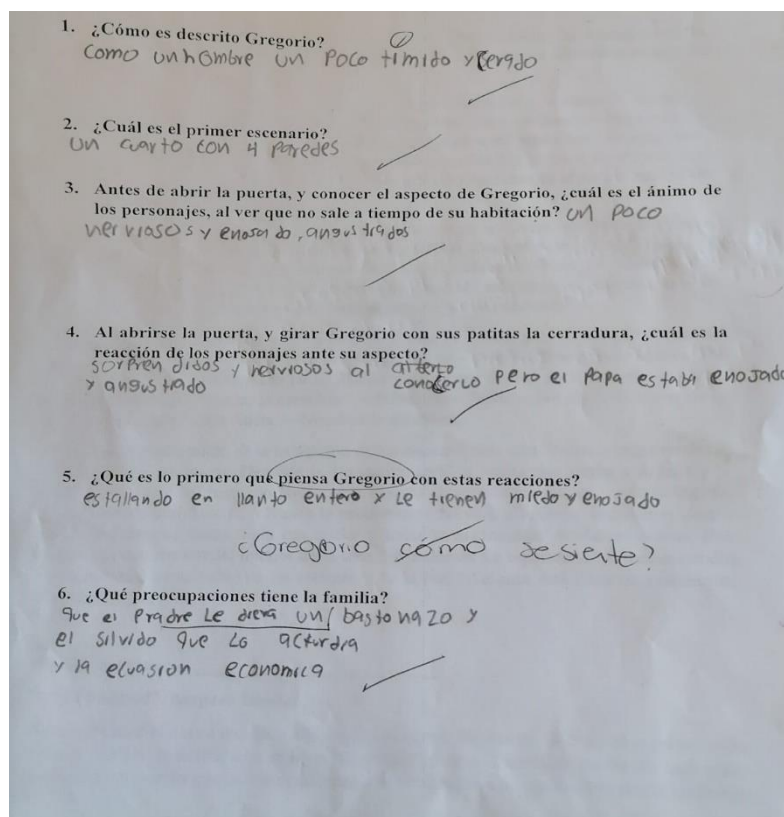 1. ¿Cómo es descrito Gregorio?
Como un hombre un poco timido y
2. ¿Cuál es el primer escenario?
un cuarto con 4 paredes
3. Antes de abrir la puerta, y conocer el aspecto de Gregorio, ¿cuál es el ánimo de
los personajes, al ver que no sale a tiempo de su habitación? un poco
nerviosos y enojado, angustiados
4. Al abrirse la puerta, y girar Gregorio con sus patitas la cerradura, ¿cuál es la
reacción de los personajes ante su aspecto?
sorprendidos y nerviosos al conocerlo pero el papa estaba enojado
y angustiado
5. ¿Qué es lo primero que piensa Gregorio con estas reacciones?
estallando en llanto entero y le tienen miedo y enojado
¿Gregorio cómo se siente?
6. ¿Qué preocupaciones tiene la familia?
que el pradre le diera un bastonazo y
el silvido que lo
y la economica